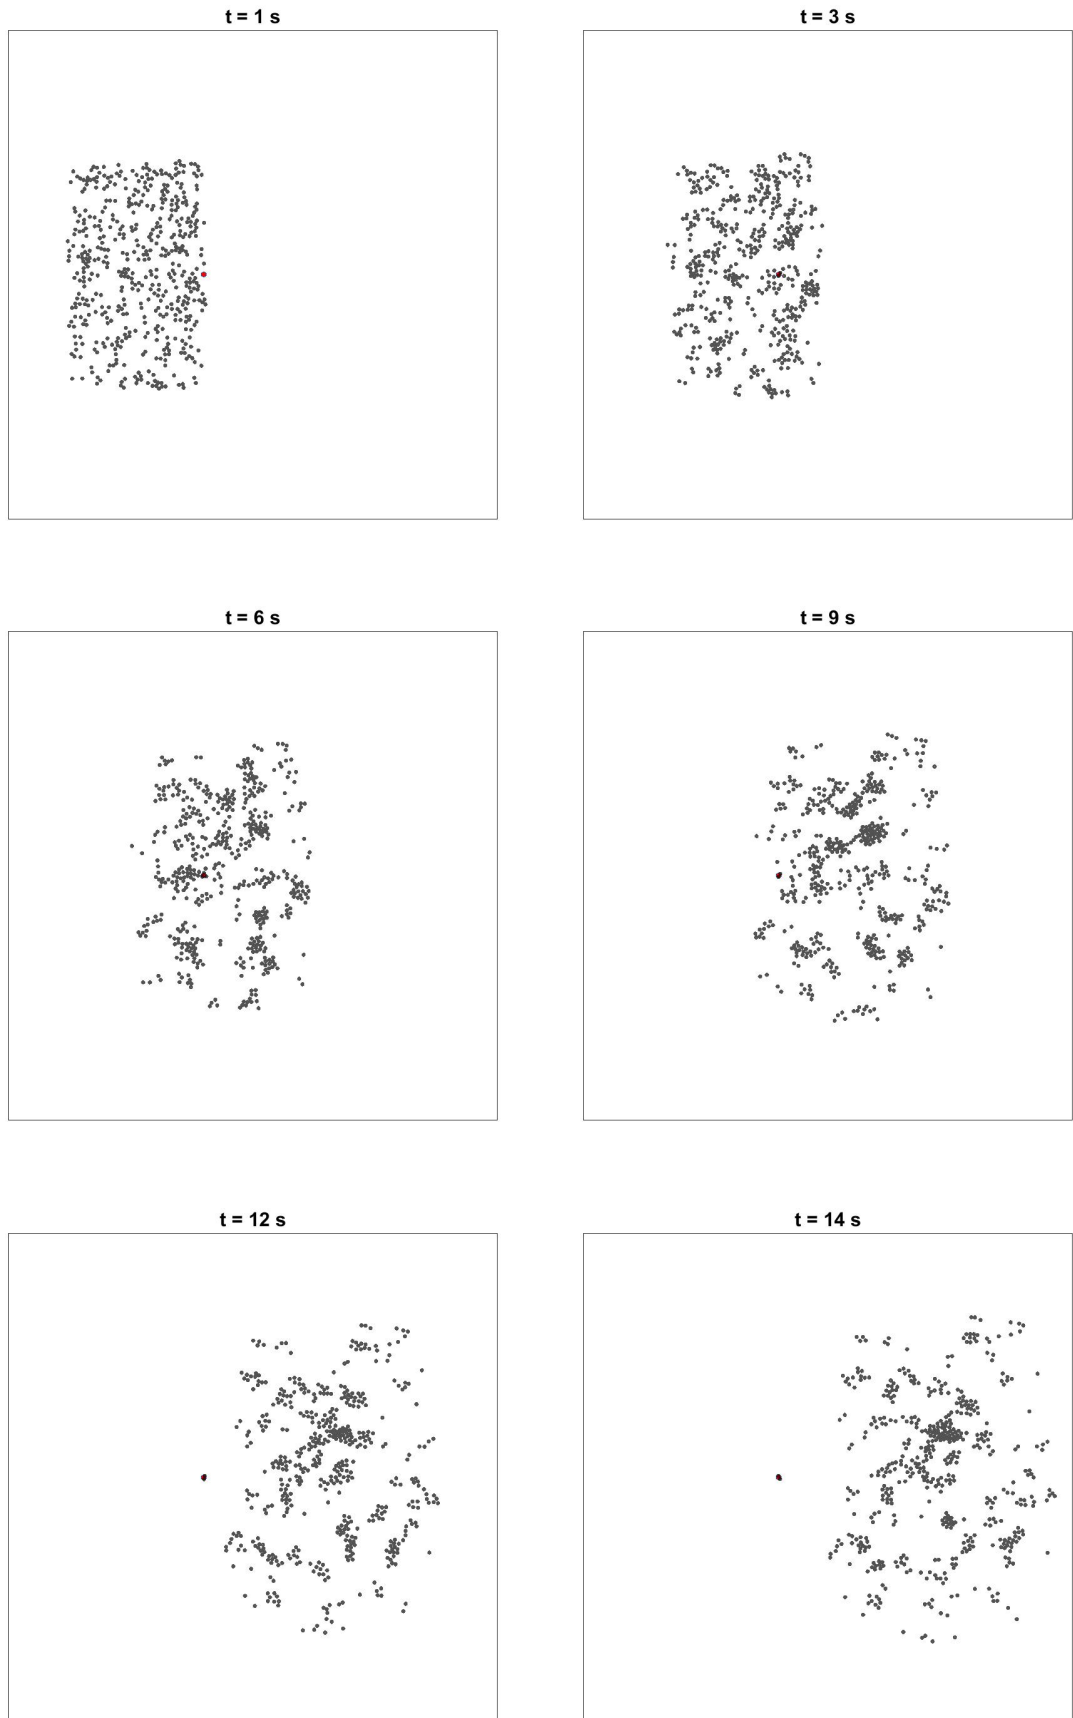 t = 1 s
t = 3 s
t = 6 s
t = 9 s
t = 12 s
t = 14 s